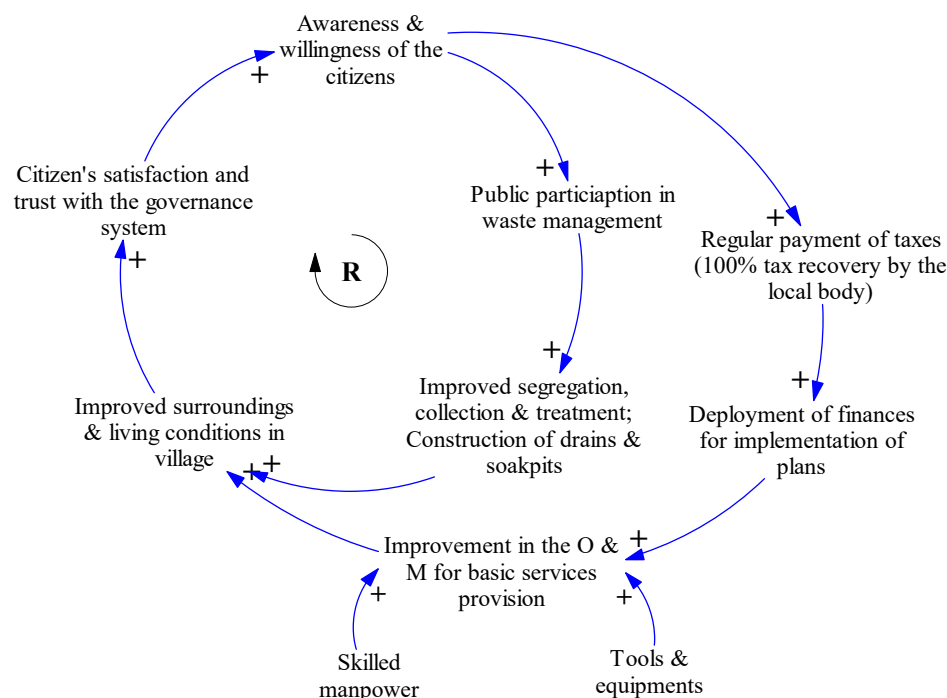 Awareness &
willingness of the
citizens
+
Citizen's satisfaction and
trust with the governance
system
+
Public particiaption in
waste management
+
Regular payment of taxes
(100% tax recovery by the
local body)
+
R
+
Improved surroundings
& living conditions in
village
+
Improved segregation,
collection & treatment;
Construction of drains &
soakpits
+
Deployment of finances
for implementation of
plans
+ +
Improvement in the O &
M for basic services
provision
+
+
+
Skilled
manpower
Tools &
equipments